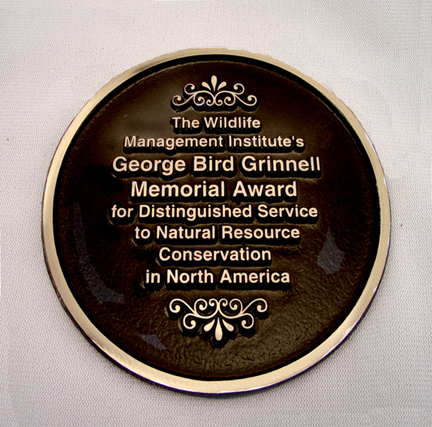 The Wildlife
Management Institute's
George Bird Grinnell
Memorial Award
for Distinguished Service
to Natural Resource
Conservation
in North America